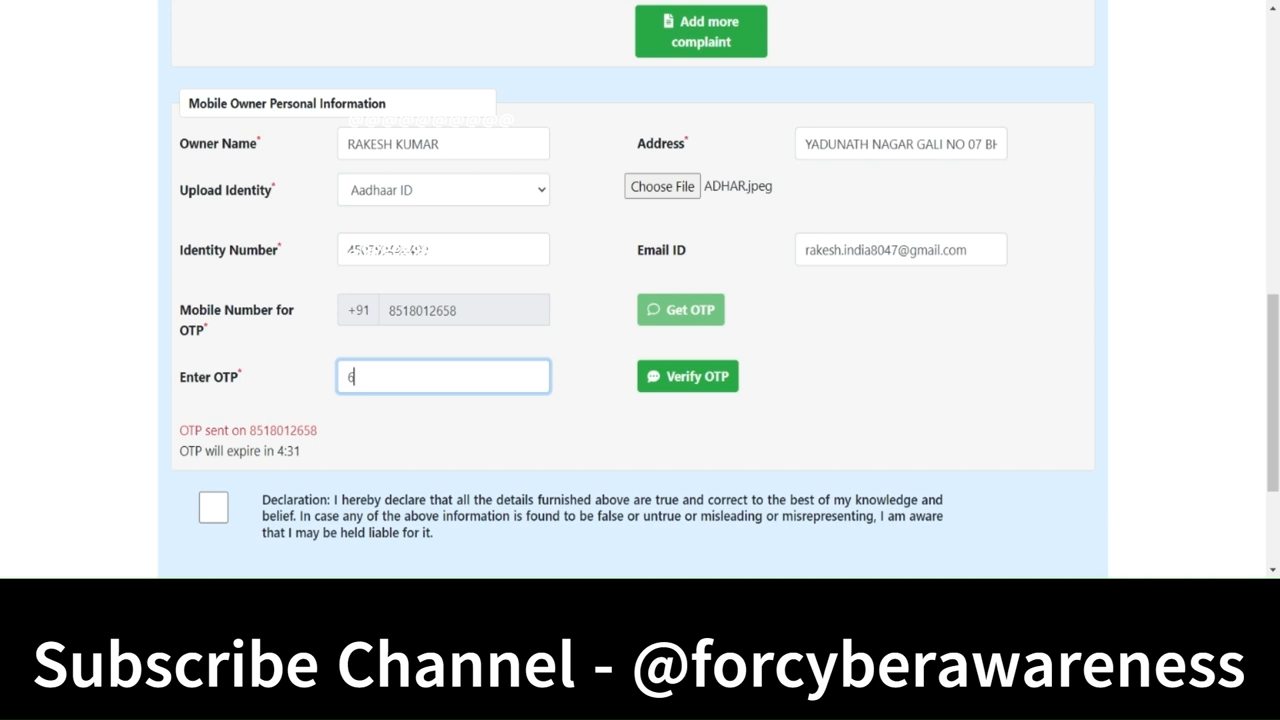 Add more
complaint
Mobile Owner Personal Information
@@@@@@@@@@
Owner Name*
RAKESH KUMAR
Address*
YADUNATH NAGAR GALI NO 07 BH
Upload Identity*
Aadhaar ID
Choose File ADHAR.jpeg
Identity Number*
Email ID
rakesh.india8047@gmail.com
Mobile Number for
OTP*
+91 8518012658
Get OTP
Enter OTP*
6
Verify OTP
OTP sent on 8518012658
OTP will expire in 4:31
Declaration: I hereby declare that all the details furnished above are true and correct to the best of my knowledge and
belief. In case any of the above information is found to be false or untrue or misleading or misrepresenting, I am aware
that I may be held liable for it.
Subscribe Channel - @forcyberawareness